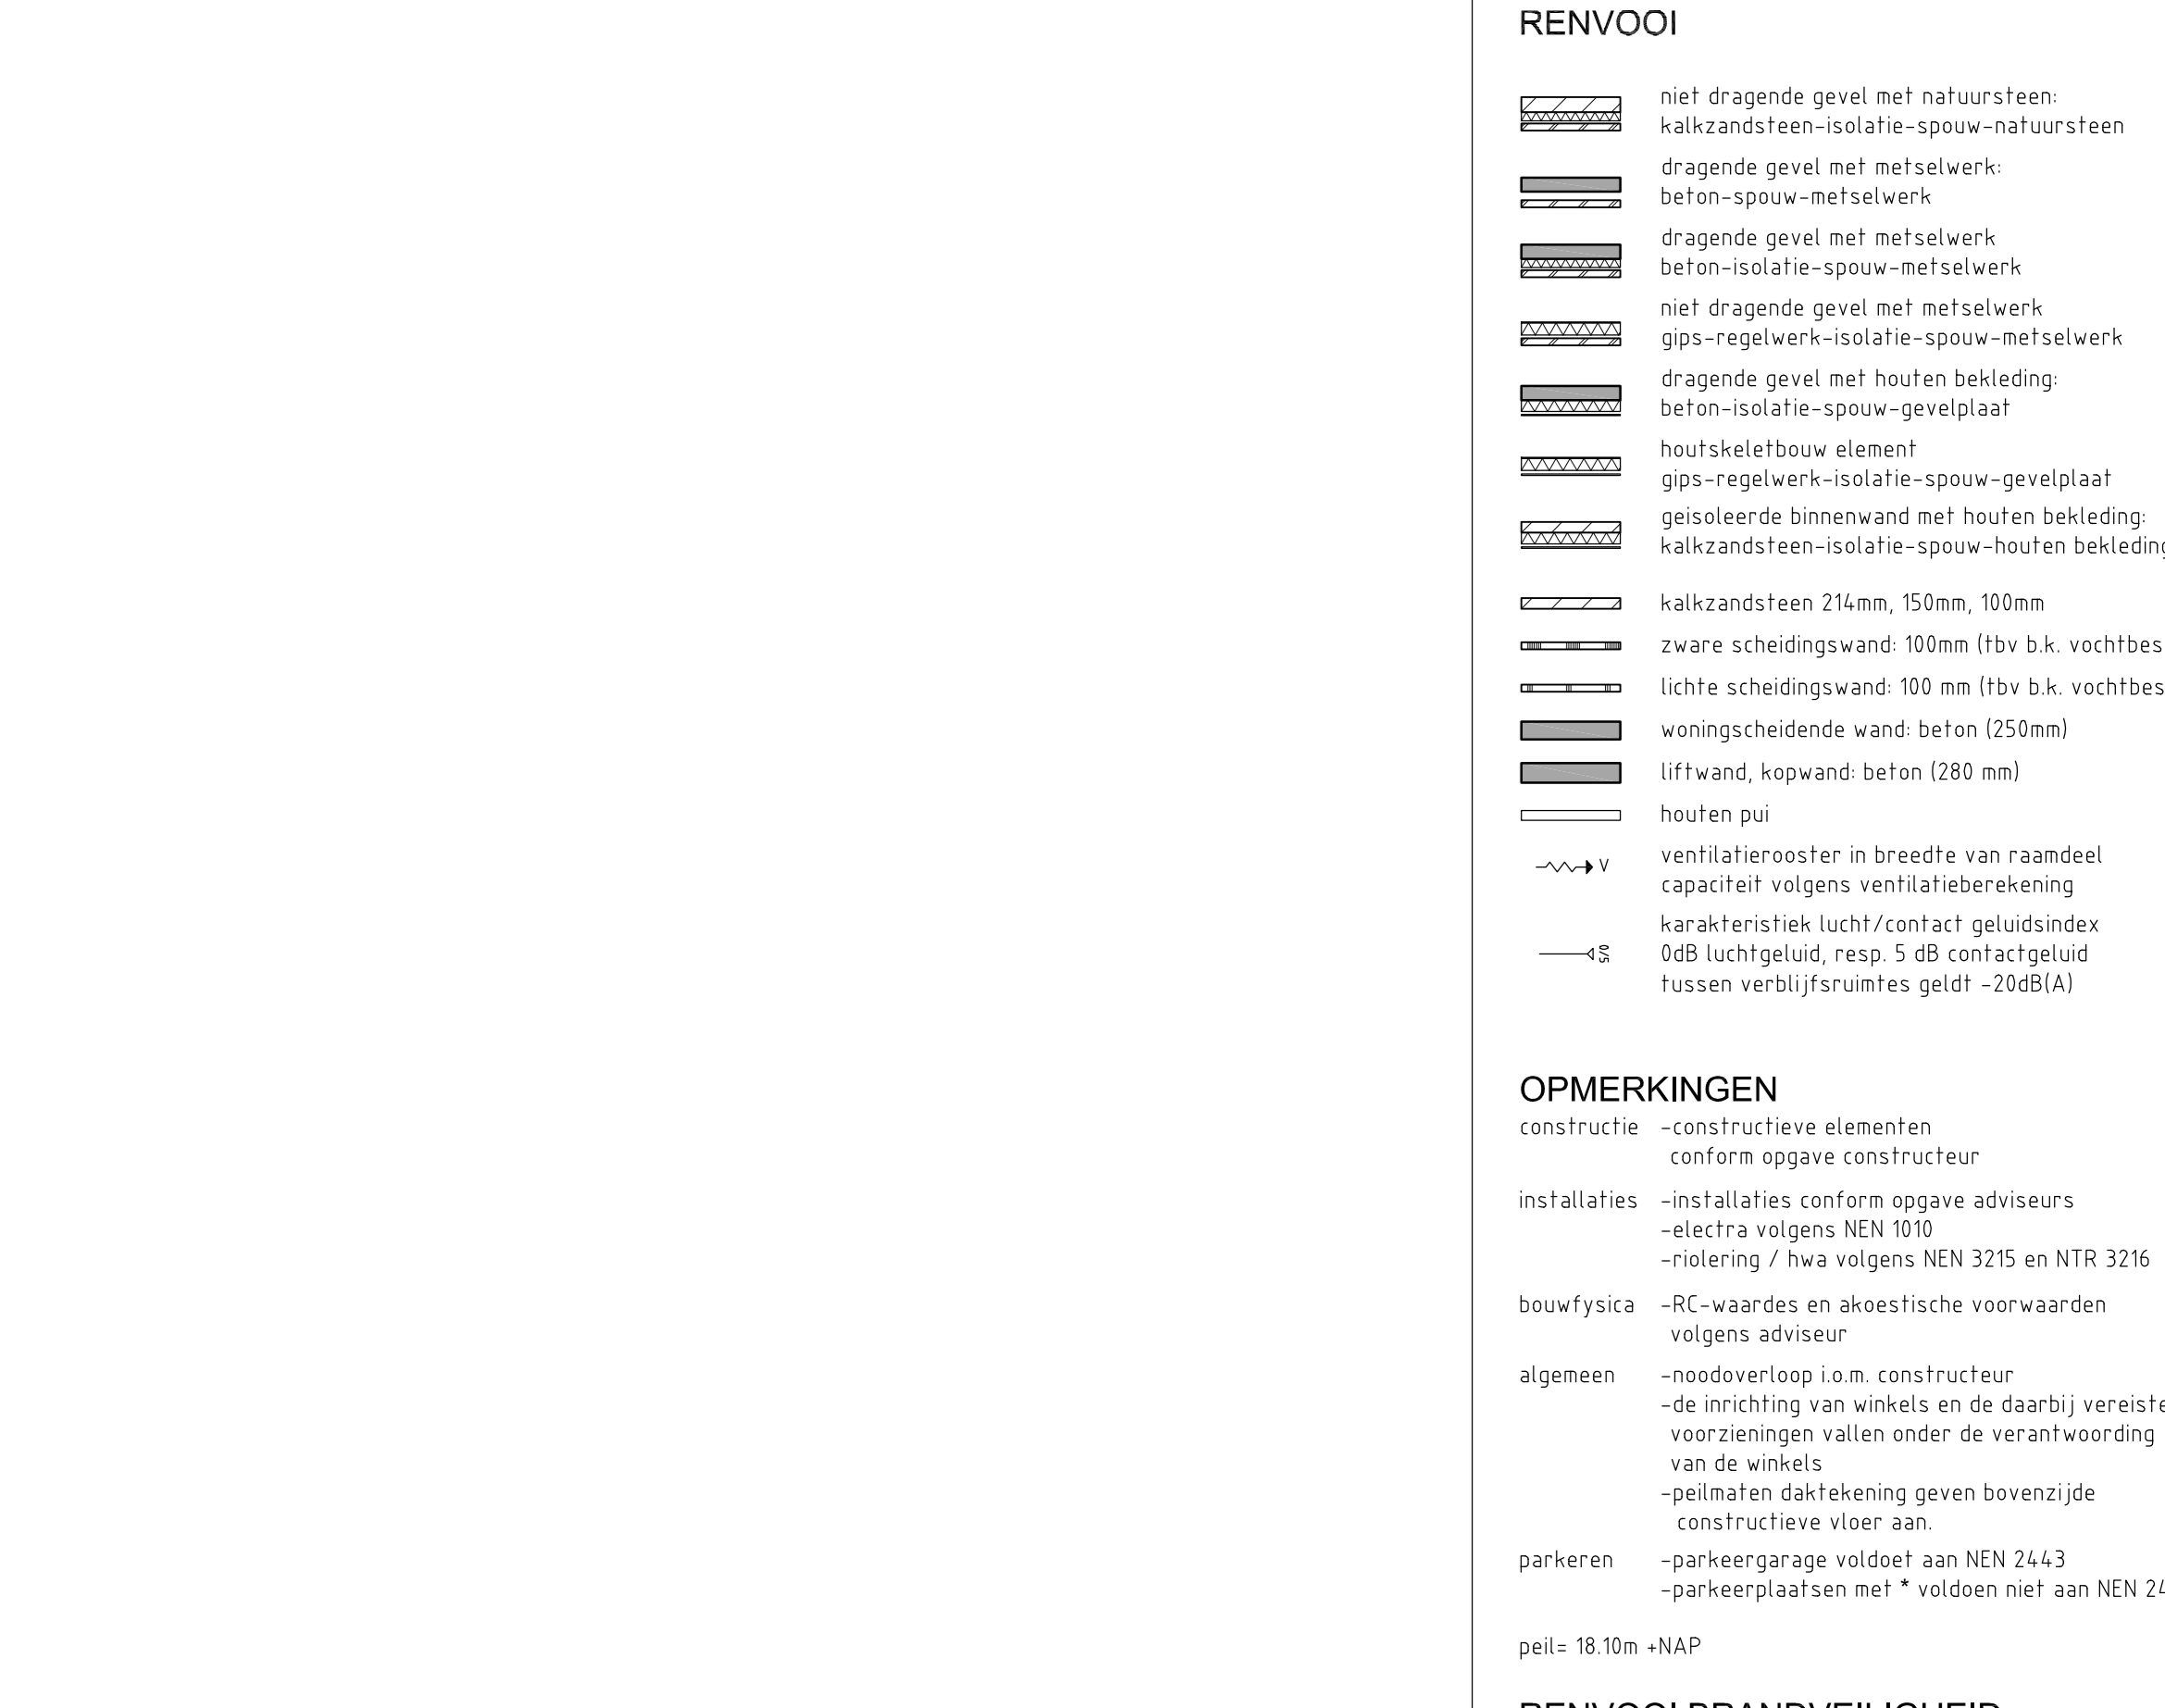 RENVOOI
niet dragende gevel met natuursteen:
kalkzandsteen-isolatie-spouw-natuursteen
dragende gevel met metselwerk:
beton-spouw-metselwerk
dragende gevel met metselwerk
beton-isolatie-spouw-metselwerk
niet dragende gevel met metselwerk
gips-regelwerk-isolatie-spouw-metselwerk
dragende gevel met houten bekleding:
beton-isolatie-spouw-gevelplaat
houtskeletbouw element
gips-regelwerk-isolatie-spouw-gevelplaat
geisoleerde binnenwand met houten bekleding:
kalkzandsteen-isolatie-spouw-houten bekleding
kalkzandsteen 214mm, 150mm, 100mm
zware scheidingswand: 100mm (tbv b.k. vochtbes
lichte scheidingswand: 100 mm (tbv b.k. vochtbes
woningscheidende wand: beton (250mm)
liftwand, kopwand: beton (280 mm)
houten pui
V ventilatierooster in breedte van raamdeel
capaciteit volgens ventilatieberekening
karakteristiek lucht/contact geluidsindex
0/5 0dB luchtgeluid, resp. 5 dB contactgeluid
tussen verblijfsruimtes geldt -20dB(A)
OPMERKINGEN
constructie -constructieve elementen
conform opgave constructeur
installaties -installaties conform opgave adviseurs
-electra volgens NEN 1010
-riolering / hwa volgens NEN 3215 en NTR 3216
bouwfysica -RC-waardes en akoestische voorwaarden
volgens adviseur
algemeen -noodoverloop i.o.m. constructeur
-de inrichting van winkels en de daarbij vereiste
voorzieningen vallen onder de verantwoording
van de winkels
-peilmaten daktekening geven bovenzijde
constructieve vloer aan.
parkeren -parkeergarage voldoet aan NEN 2443
-parkeerplaatsen met * voldoen niet aan NEN 24
peil= 18.10m +NAP
RENVOOI BRANDVEILIGHEID